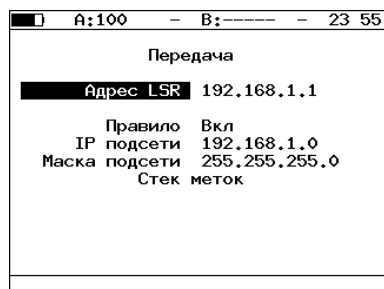 A:100 – B:----- – 23 55
Передача
Адрес LSR 192.168.1.1
Правило Вкл
IP подсети 192.168.1.0
Маска подсети 255.255.255.0
Стек меток